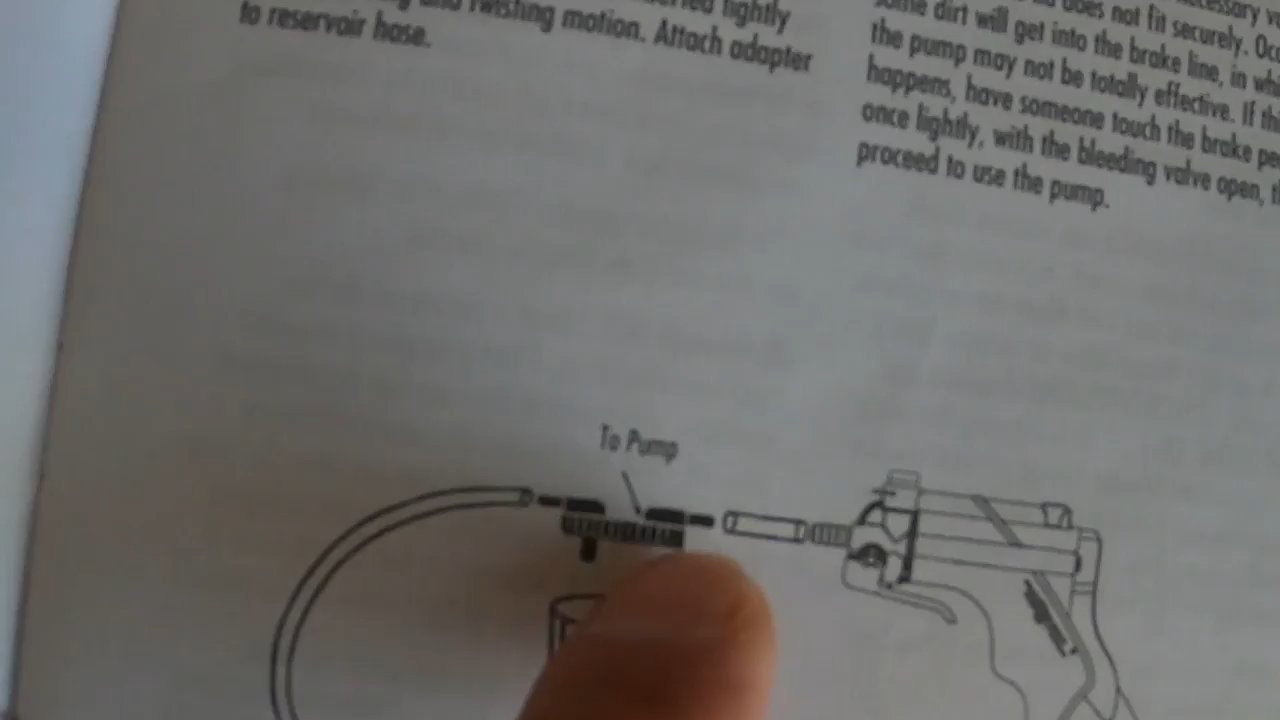 and twisting motion. Attach adapter
to reservoir hose.
does not fit securely.
some dirt will get into the brake line, in
the pump may not be totally effective. If
happens, have someone touch the brake
once lightly, with the bleeding valve open,
proceed to use the pump.
To Pump